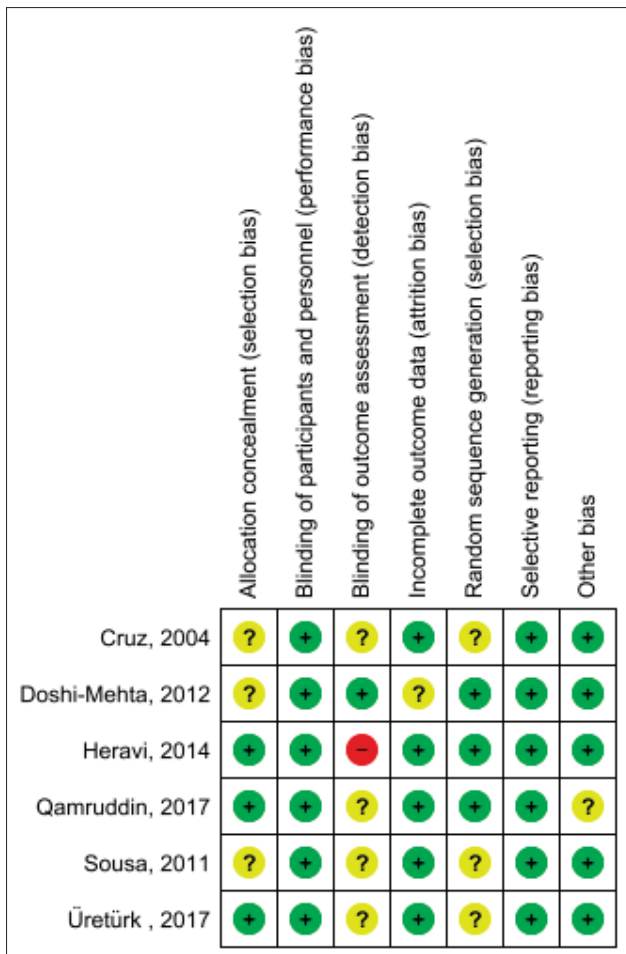 Allocation concealment (selection bias)
Blinding of participants and personnel (performance bias)
Blinding of outcome assessment (detection bias)
Incomplete outcome data (attrition bias)
Random sequence generation (selection bias)
Selective reporting (reporting bias)
Other bias
Cruz, 2004 ? + ? + ? + +
Doshi-Mehta, 2012 ? + + ? + + +
Heravi, 2014 + + − + + + +
Qamruddin, 2017 + + ? + + + ?
Sousa, 2011 ? + ? + ? + +
Üretürk , 2017 + + ? + ? + +